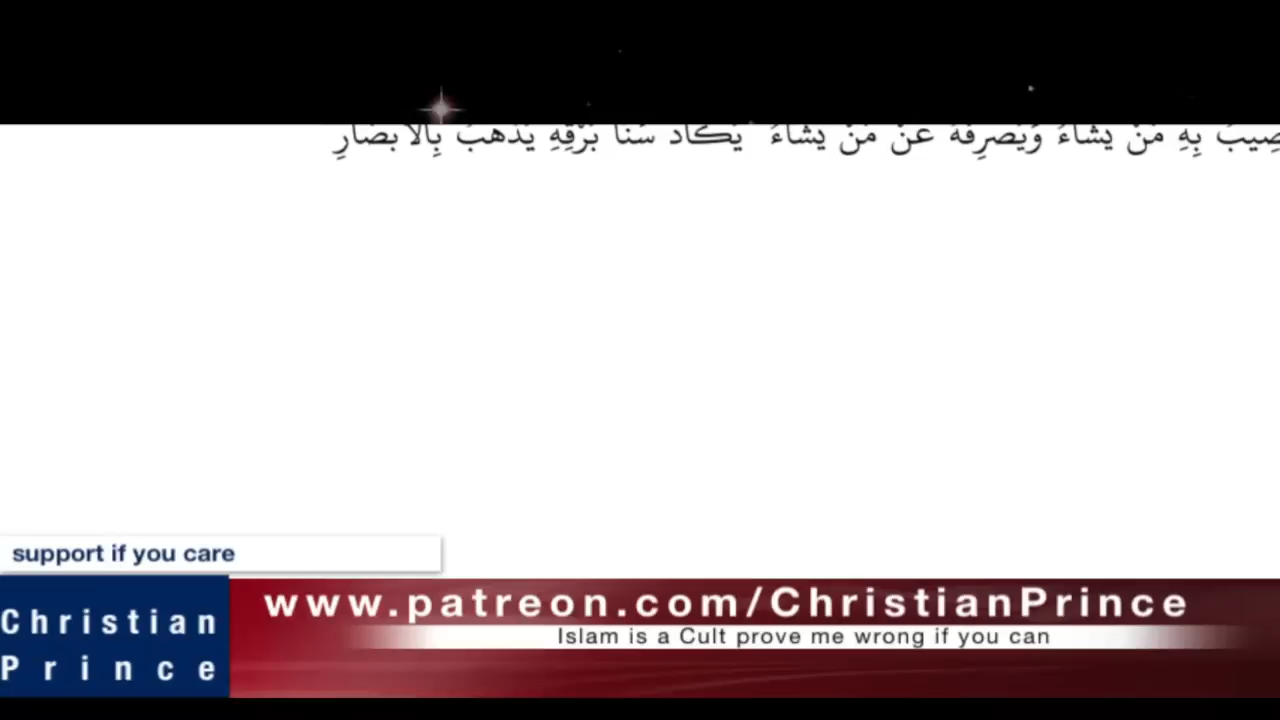 يُصِيبُ بِهِ مَنْ يَشَاءُ وَيَصْرِفُهُ عَنْ مَنْ يَشَاءُ يَكَادُ سَنَا بَرْقِهِ يَذْهَبُ بِالْأَبْصَارِ
support if you care
Christian
Prince
www.patreon.com/ChristianPrince
Islam is a Cult prove me wrong if you can